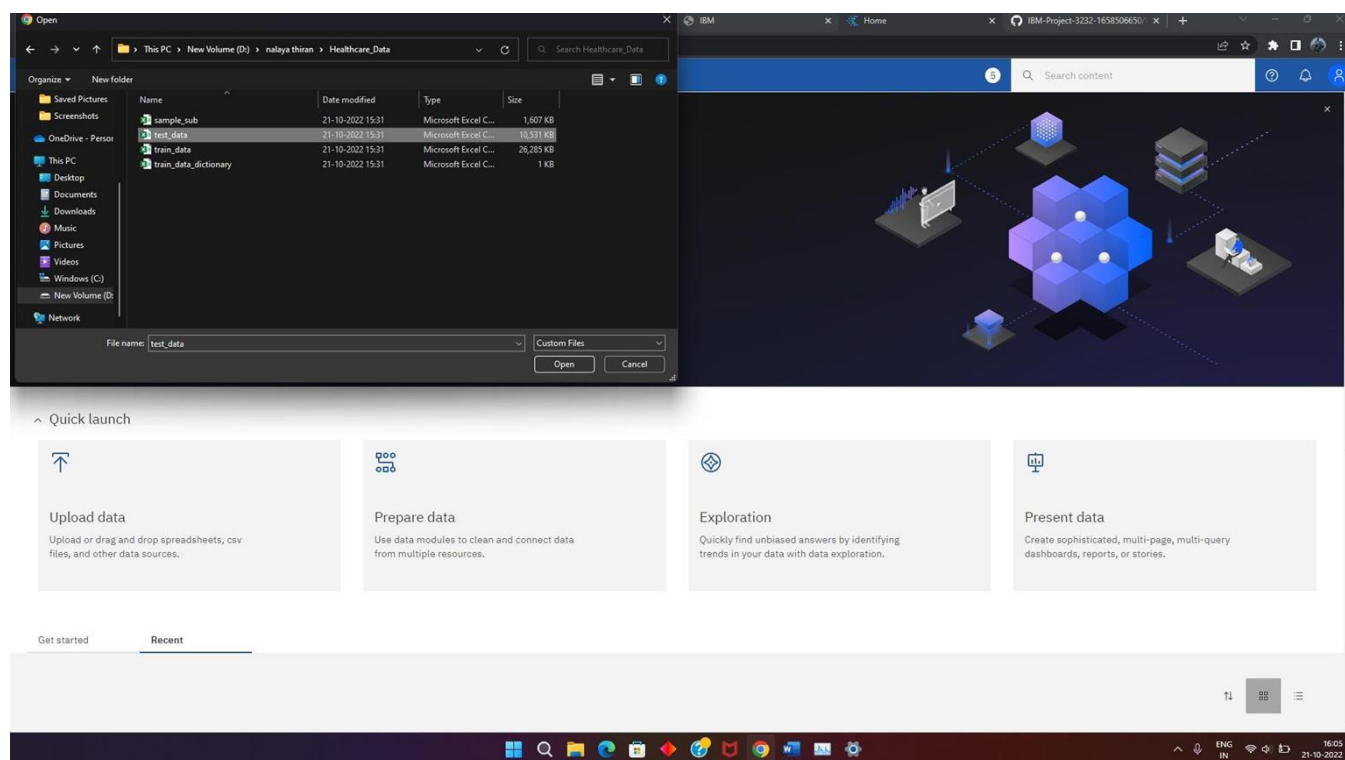 Open
IBM
Home
IBM-Project-3232-1658506650/
This PC > New Volume (D:) > nalaya thiran > Healthcare_Data
Search Healthcare_Data
Organize
New folder
5
Search content
Saved Pictures
Screenshots
OneDrive - Person
This PC
Desktop
Documents
Downloads
Music
Pictures
Videos
Windows (C:)
New Volume (D:
Network
Name Date modified Type Size
sample_sub 21-10-2022 15:31 Microsoft Excel C... 1,607 KB
test_data 21-10-2022 15:31 Microsoft Excel C... 10,531 KB
train_data 21-10-2022 15:31 Microsoft Excel C... 26,285 KB
train_data_dictionary 21-10-2022 15:31 Microsoft Excel C... 1 KB
File name: test_data
Custom Files
Open Cancel
Quick launch
Upload data
Upload or drag and drop spreadsheets, csv
files, and other data sources.
Prepare data
Use data modules to clean and connect data
from multiple resources.
Exploration
Quickly find unbiased answers by identifying
trends in your data with data exploration.
Present data
Create sophisticated, multi-page, multi-query
dashboards, reports, or stories.
Get started Recent
ENG
IN
16:05
21-10-2022